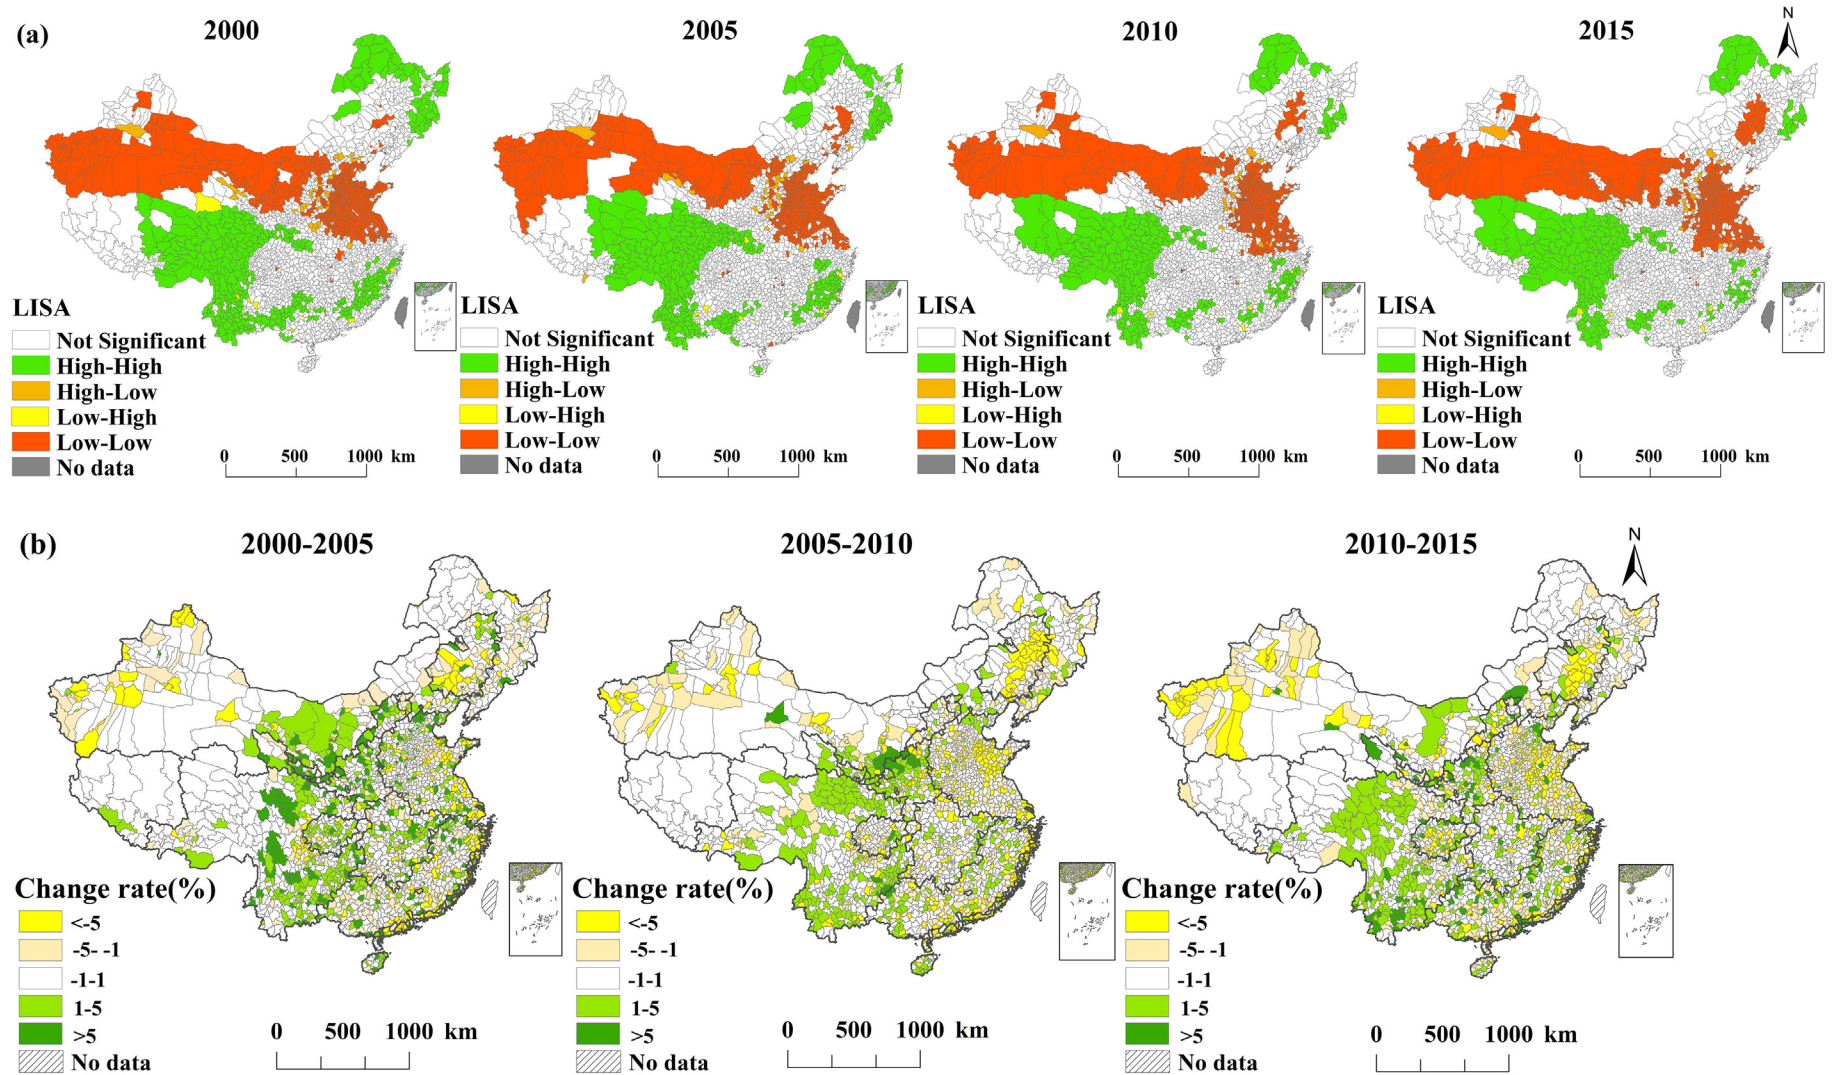 (a)
2000
2005
2010
2015
N
LISA
Not Significant
High-High
High-Low
Low-High
Low-Low
No data
0 500 1000 km
LISA
Not Significant
High-High
High-Low
Low-High
Low-Low
No data
0 500 1000 km
LISA
Not Significant
High-High
High-Low
Low-High
Low-Low
No data
0 500 1000 km
LISA
Not Significant
High-High
High-Low
Low-High
Low-Low
No data
0 500 1000 km
(b)
2000-2005
2005-2010
2010-2015
N
Change rate(%)
<-5
-5- -1
-1-1
1-5
>5
No data
0 500 1000 km
Change rate(%)
<-5
-5- -1
-1-1
1-5
>5
No data
0 500 1000 km
Change rate(%)
<-5
-5- -1
-1-1
1-5
>5
No data
0 500 1000 km